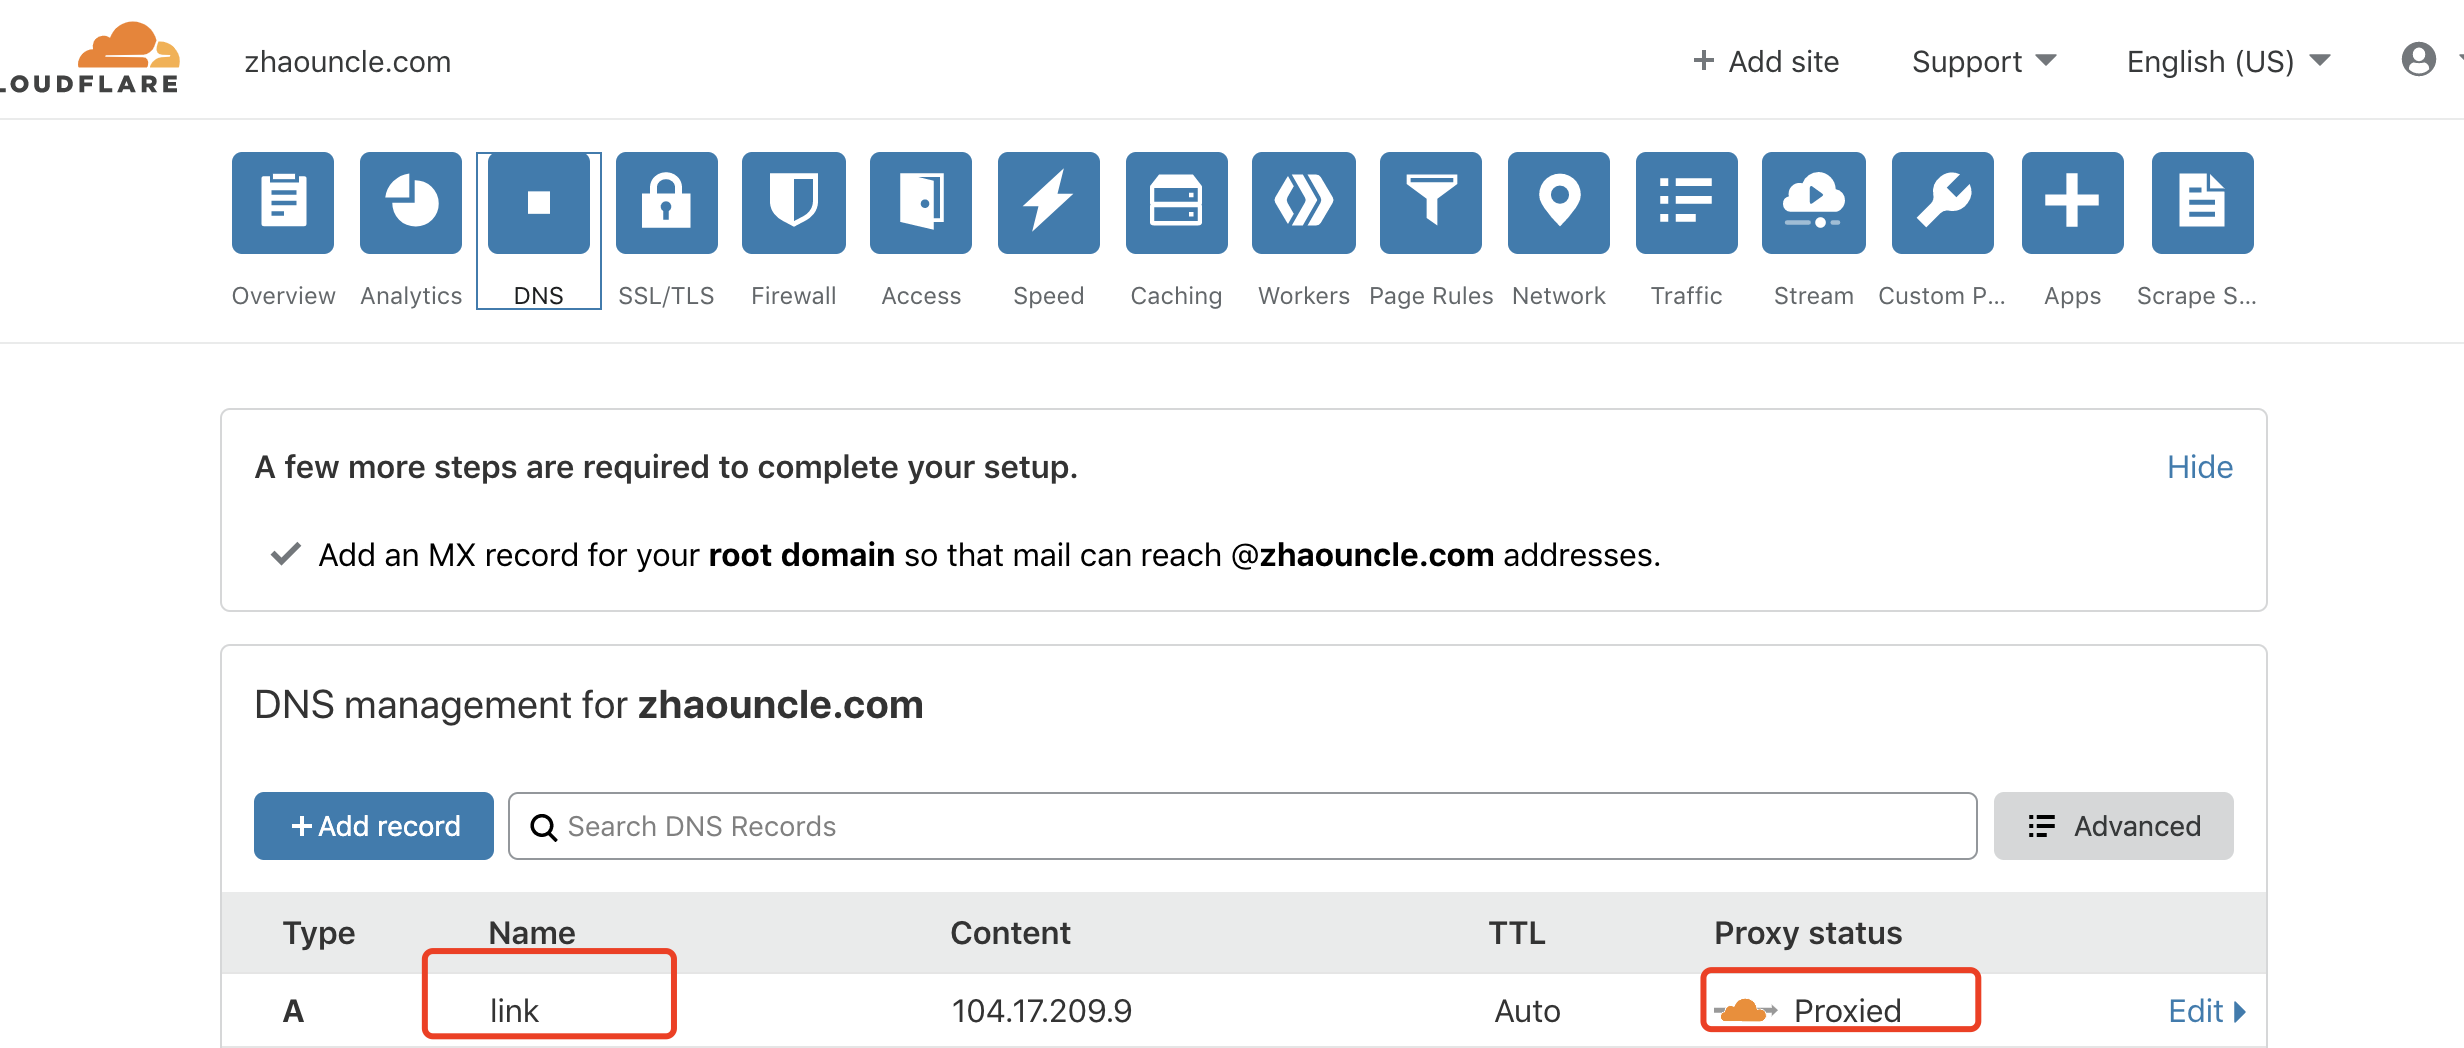 LOUDFLARE
zhaouncle.com
+ Add site
Support
English (US)
Overview
Analytics
DNS
SSL/TLS
Firewall
Access
Speed
Caching
Workers
Page Rules
Network
Traffic
Stream
Custom P...
Apps
Scrape S...
A few more steps are required to complete your setup.
Hide
Add an MX record for your root domain so that mail can reach @zhaouncle.com addresses.
DNS management for zhaouncle.com
+ Add record
Search DNS Records
Advanced
Type Name Content TTL Proxy status
A link 104.17.209.9 Auto Proxied Edit